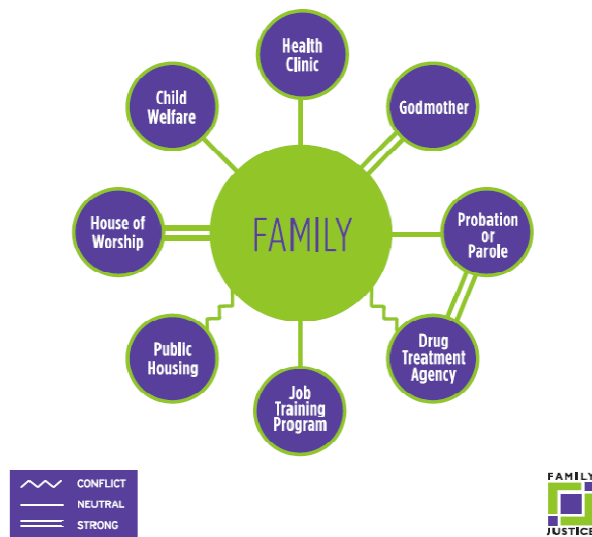 Health
Clinic
Child
Welfare
Godmother
House of
Worship
FAMILY
Probation
or
Parole
Public
Housing
Drug
Treatment
Agency
Job
Training
Program
CONFLICT
NEUTRAL
STRONG
FAMILY
JUSTICE